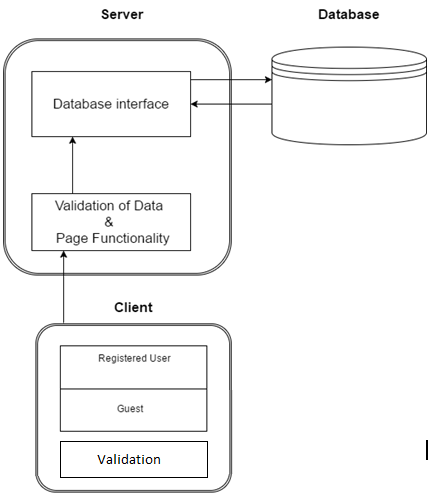 Server
Database
Database interface
Validation of Data
&
Page Functionality
Client
Registered User
Guest
Validation